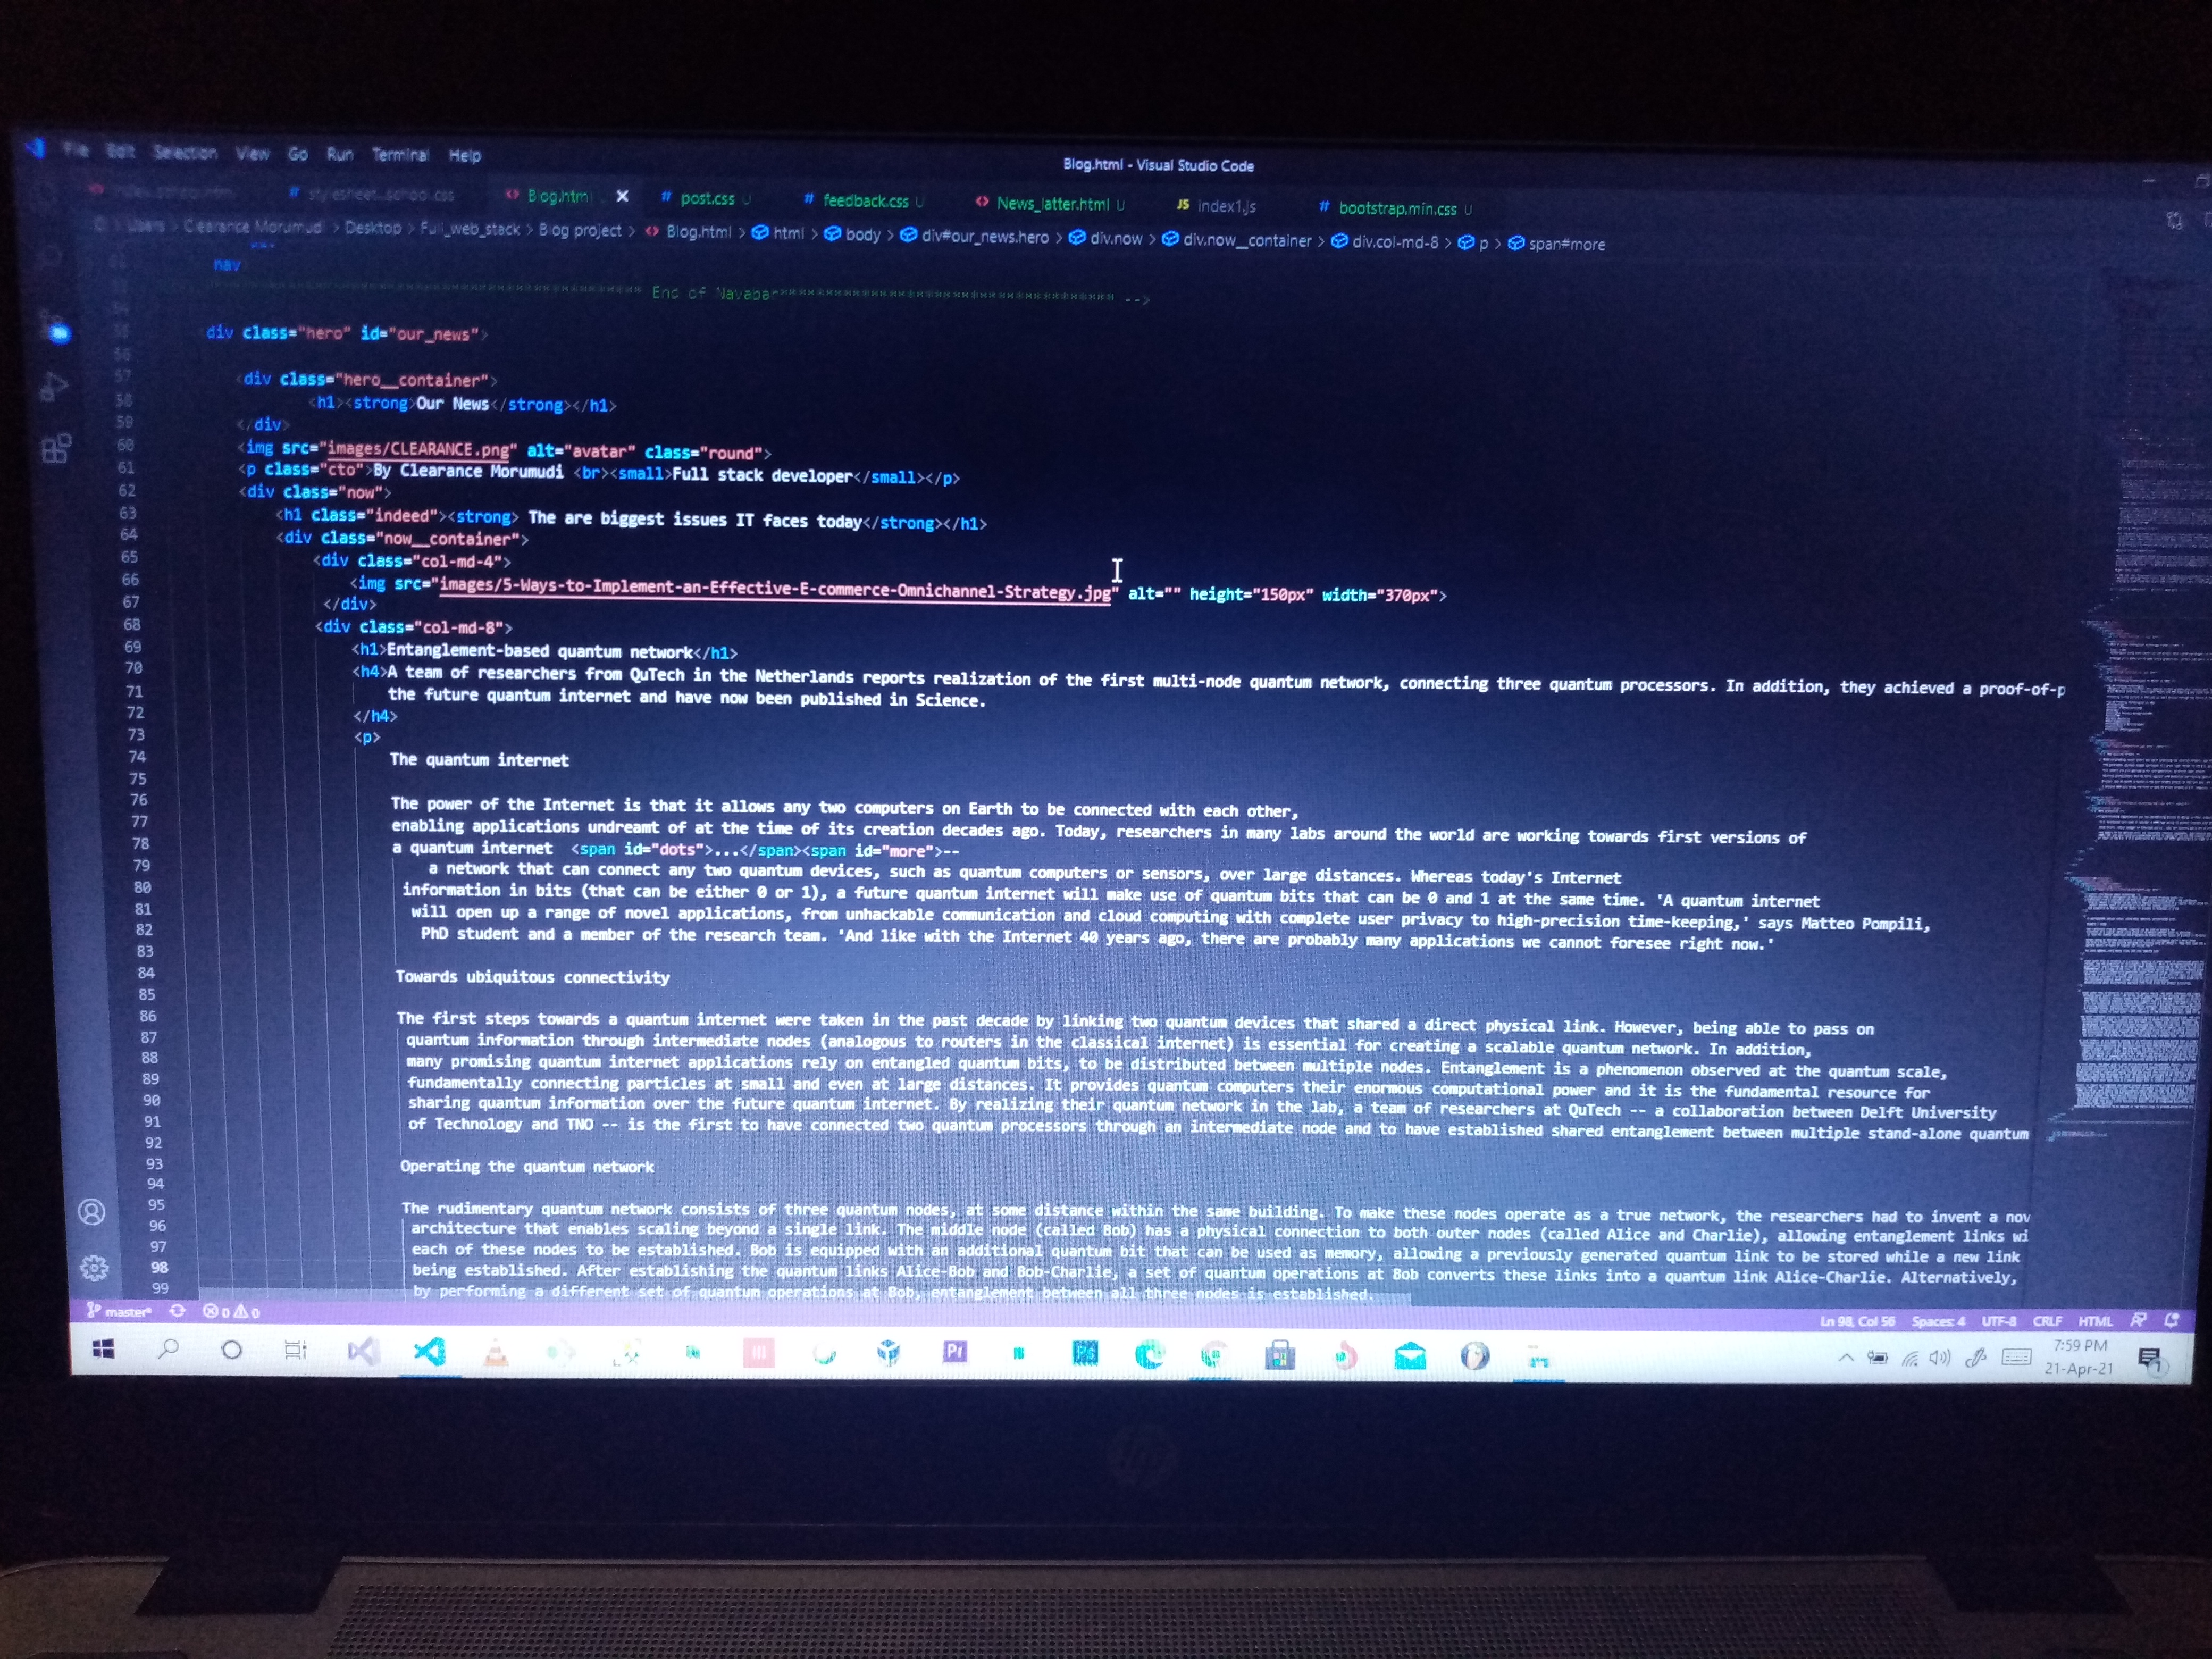 File Edit Selection View Go Run Terminal Help
Blog.html - Visual Studio Code
stylesheet_school.css
Blog.html
# post.css U
# feedback.css U
<> News_latter.html U
JS index1.js
# bootstrap.min.css U
Users > Clearance Morumudi > Desktop > Full_web_stack > Blog project > <> Blog.html > html > body > div#our_news.hero > div.now > div.now__container > div.col-md-8 > p > span#more
nav
End of Navabar************************************* -->
55 div class="hero" id="our_news">
56
57 <div class="hero__container">
58 <h1><strong>Our News</strong></h1>
59 </div>
60 <img src="images/CLEARANCE.png" alt="avatar" class="round">
61 <p class="cto">By Clearance Morumudi <br><small>Full stack developer</small></p>
62 <div class="now">
63 <h1 class="indeed"><strong> The are biggest issues IT faces today</strong></h1>
64 <div class="now__container">
65 <div class="col-md-4">
66 <img src="images/5-Ways-to-Implement-an-Effective-E-commerce-Omnichannel-Strategy.jpg" alt="" height="150px" width="370px">
67 </div>
68 <div class="col-md-8">
69 <h1>Entanglement-based quantum network</h1>
70 <h4>A team of researchers from QuTech in the Netherlands reports realization of the first multi-node quantum network, connecting three quantum processors. In addition, they achieved a proof-of-p
71 the future quantum internet and have now been published in Science.
72 </h4>
73 <p>
74 The quantum internet
75
76 The power of the Internet is that it allows any two computers on Earth to be connected with each other,
77 enabling applications undreamt of at the time of its creation decades ago. Today, researchers in many labs around the world are working towards first versions of
78 a quantum internet <span id="dots">...</span><span id="more">--
79 a network that can connect any two quantum devices, such as quantum computers or sensors, over large distances. Whereas today's Internet
80 information in bits (that can be either 0 or 1), a future quantum internet will make use of quantum bits that can be 0 and 1 at the same time. 'A quantum internet
81 will open up a range of novel applications, from unhackable communication and cloud computing with complete user privacy to high-precision time-keeping,' says Matteo Pompili,
82 PhD student and a member of the research team. 'And like with the Internet 40 years ago, there are probably many applications we cannot foresee right now.'
83
84 Towards ubiquitous connectivity
85
86 The first steps towards a quantum internet were taken in the past decade by linking two quantum devices that shared a direct physical link. However, being able to pass on
87 quantum information through intermediate nodes (analogous to routers in the classical internet) is essential for creating a scalable quantum network. In addition,
88 many promising quantum internet applications rely on entangled quantum bits, to be distributed between multiple nodes. Entanglement is a phenomenon observed at the quantum scale,
89 fundamentally connecting particles at small and even at large distances. It provides quantum computers their enormous computational power and it is the fundamental resource for
90 sharing quantum information over the future quantum internet. By realizing their quantum network in the lab, a team of researchers at QuTech -- a collaboration between Delft University
91 of Technology and TNO -- is the first to have connected two quantum processors through an intermediate node and to have established shared entanglement between multiple stand-alone quantum
92
93 Operating the quantum network
94
95 The rudimentary quantum network consists of three quantum nodes, at some distance within the same building. To make these nodes operate as a true network, the researchers had to invent a nov
96 architecture that enables scaling beyond a single link. The middle node (called Bob) has a physical connection to both outer nodes (called Alice and Charlie), allowing entanglement links wi
97 each of these nodes to be established. Bob is equipped with an additional quantum bit that can be used as memory, allowing a previously generated quantum link to be stored while a new link
98 being established. After establishing the quantum links Alice-Bob and Bob-Charlie, a set of quantum operations at Bob converts these links into a quantum link Alice-Charlie. Alternatively,
99 by performing a different set of quantum operations at Bob, entanglement between all three nodes is established.
master* 0 0
Ln 98, Col 56 Spaces: 4 UTF-8 CRLF HTML
Pr
Ps
7:59 PM
21-Apr-21
1
hp